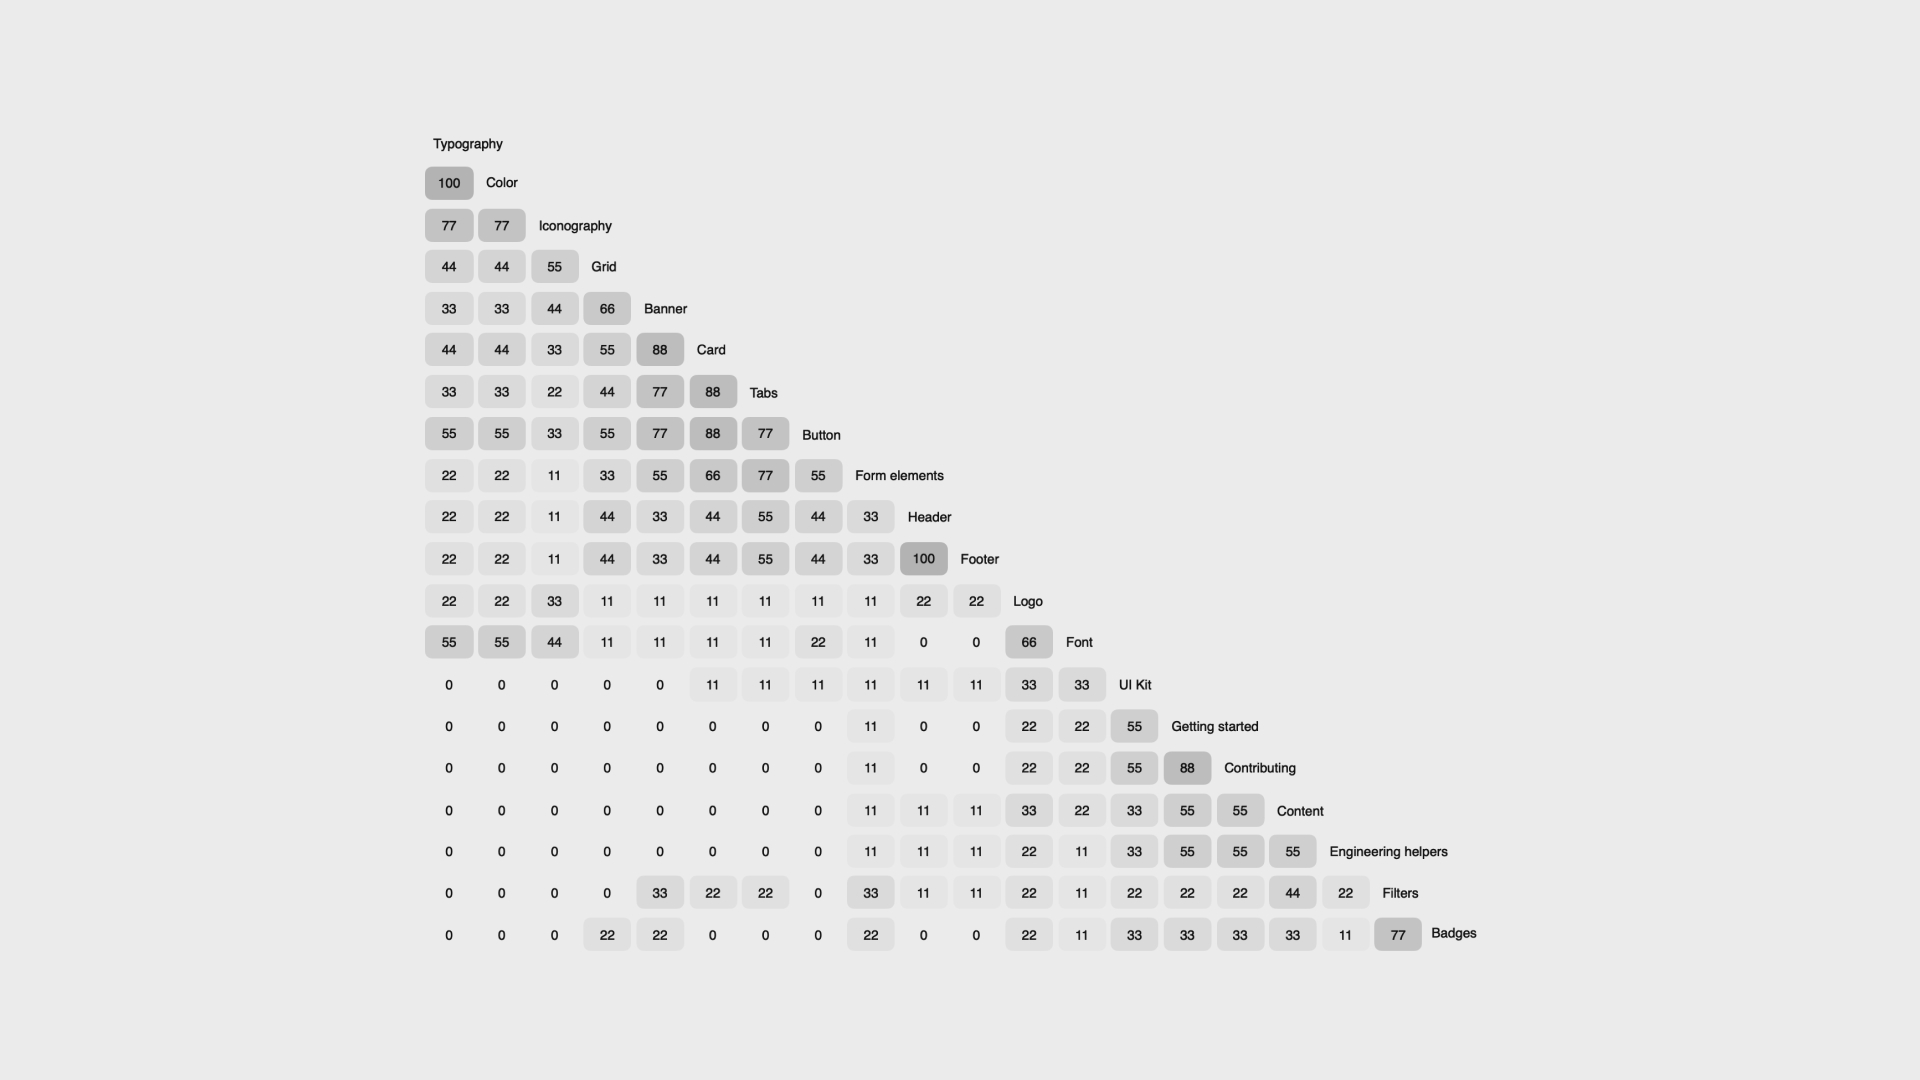 Typography
100 Color
77 77 Iconography
44 44 55 Grid
33 33 44 66 Banner
44 44 33 55 88 Card
33 33 22 44 77 88 Tabs
55 55 33 55 77 88 77 Button
22 22 11 33 55 66 77 55 Form elements
22 22 11 44 33 44 55 44 33 Header
22 22 11 44 33 44 55 44 33 100 Footer
22 22 33 11 11 11 11 11 11 22 22 Logo
55 55 44 11 11 11 11 22 11 0 0 66 Font
0 0 0 0 0 11 11 11 11 11 11 33 33 UI Kit
0 0 0 0 0 0 0 0 11 0 0 22 22 55 Getting started
0 0 0 0 0 0 0 0 11 0 0 22 22 55 88 Contributing
0 0 0 0 0 0 0 0 11 11 11 33 22 33 55 55 Content
0 0 0 0 0 0 0 0 11 11 11 22 11 33 55 55 55 Engineering helpers
0 0 0 0 33 22 22 0 33 11 11 22 11 22 22 22 44 22 Filters
0 0 0 22 22 0 0 0 22 0 0 22 11 33 33 33 33 11 77 Badges